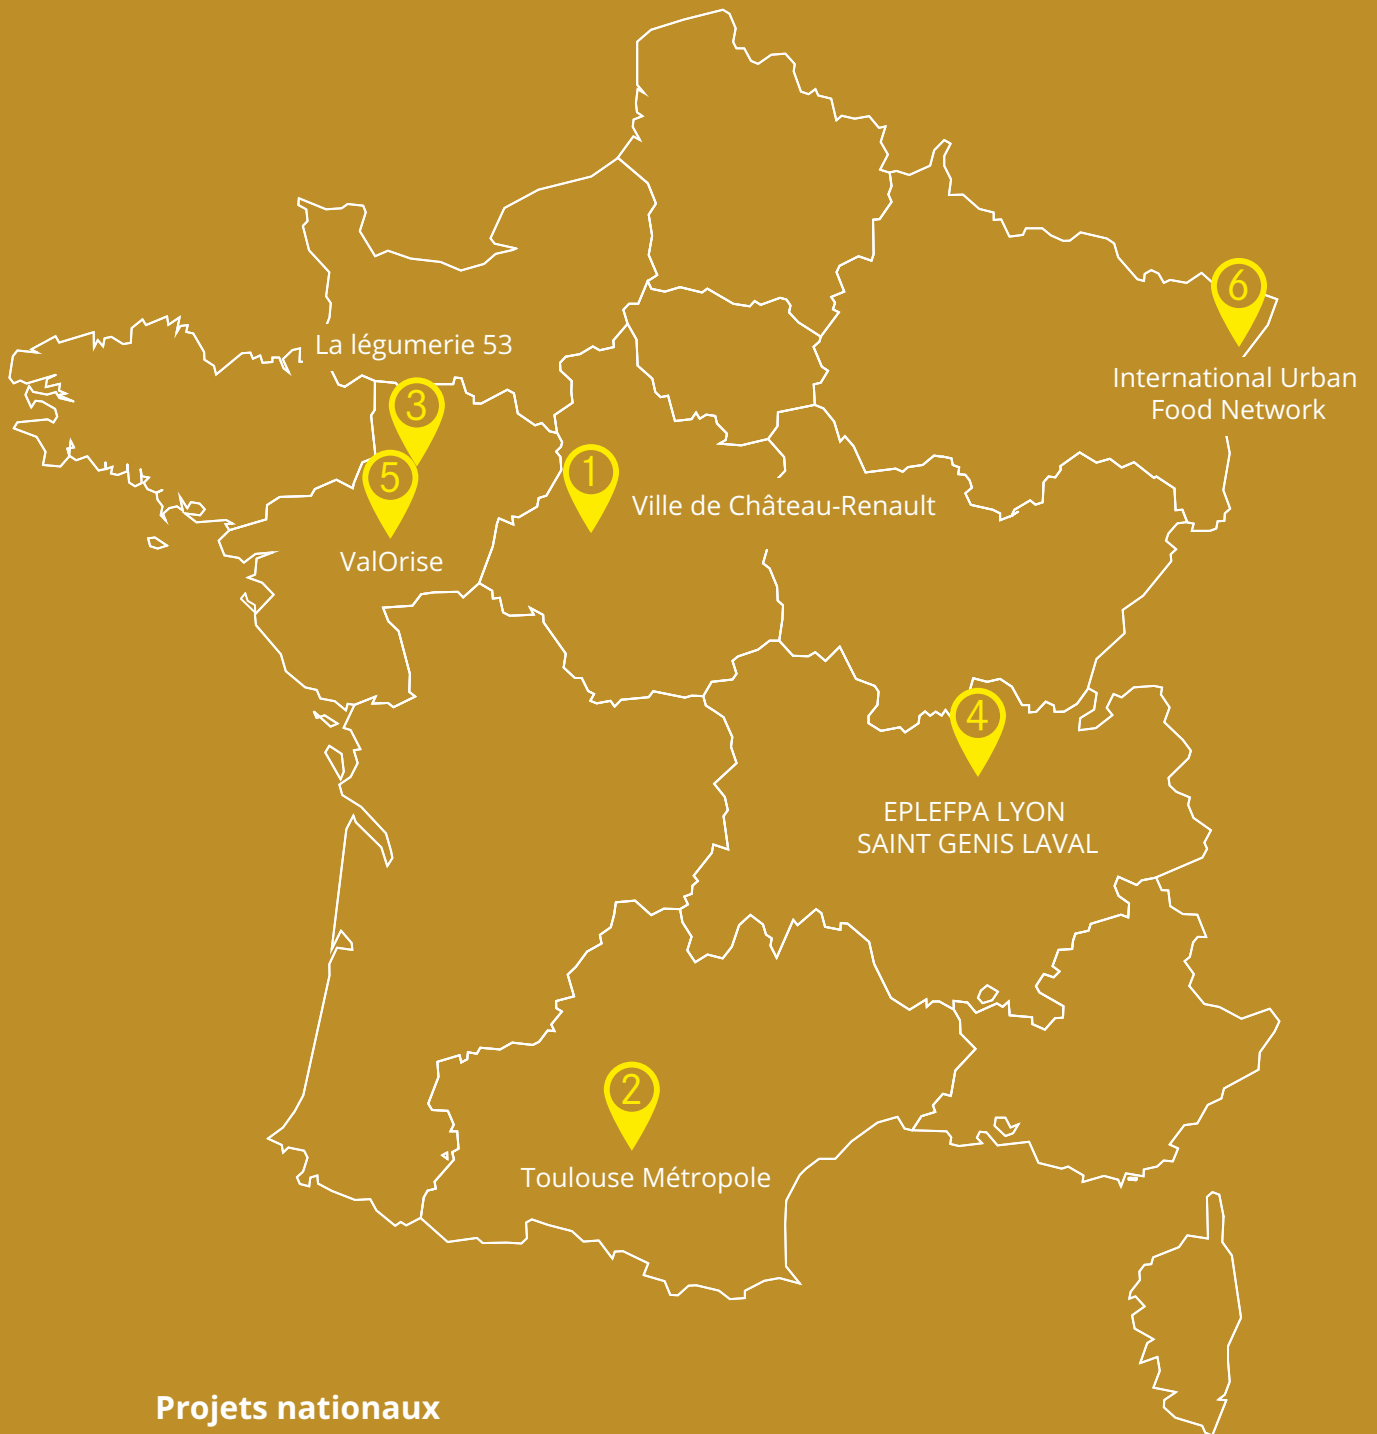 6
La légumerie 53
International Urban
Food Network
3
1
5
Ville de Château-Renault
ValOrise
4
EPLEFPA LYON
SAINT GENIS LAVAL
2
Toulouse Métropole
Projets nationaux